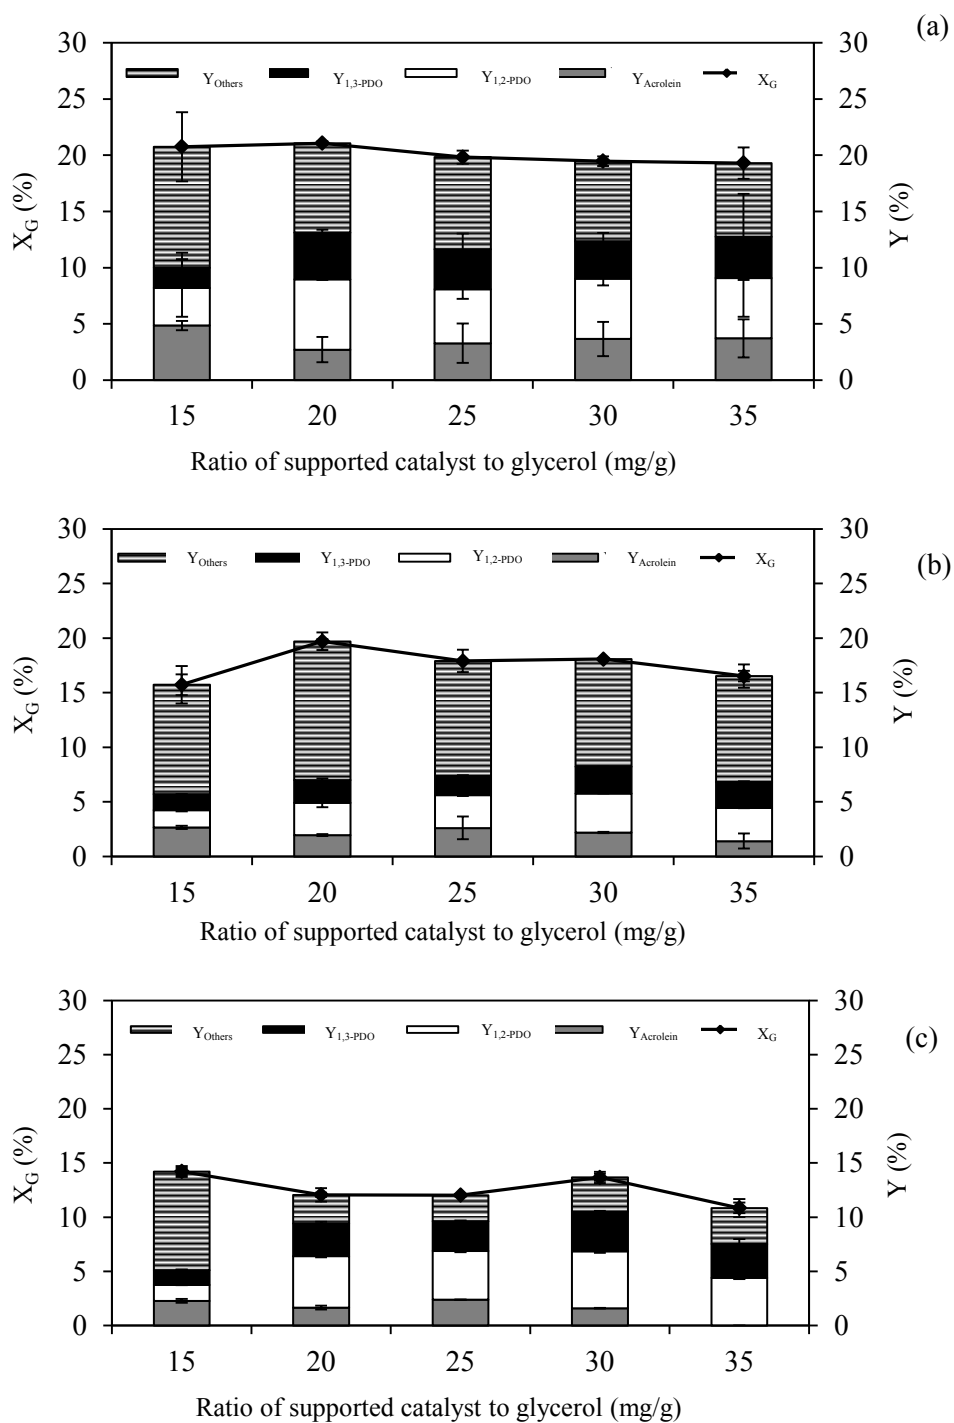 (a)
30 30
Y_Others Y_1,3-PDO Y_1,2-PDO Y_Acrolein X_G
25 25
20 20
X_G (%) Y (%)
15 15
10 10
5 5
0 0
15 20 25 30 35
Ratio of supported catalyst to glycerol (mg/g)
30 30
Y_Others Y_1,3-PDO Y_1,2-PDO Y_Acrolein X_G
(b)
25 25
20 20
X_G (%) Y (%)
15 15
10 10
5 5
0 0
15 20 25 30 35
Ratio of supported catalyst to glycerol (mg/g)
30 30
Y_Others Y_1,3-PDO Y_1,2-PDO Y_Acrolein X_G
(c)
25 25
20 20
X_G (%) Y (%)
15 15
10 10
5 5
0 0
15 20 25 30 35
Ratio of supported catalyst to glycerol (mg/g)